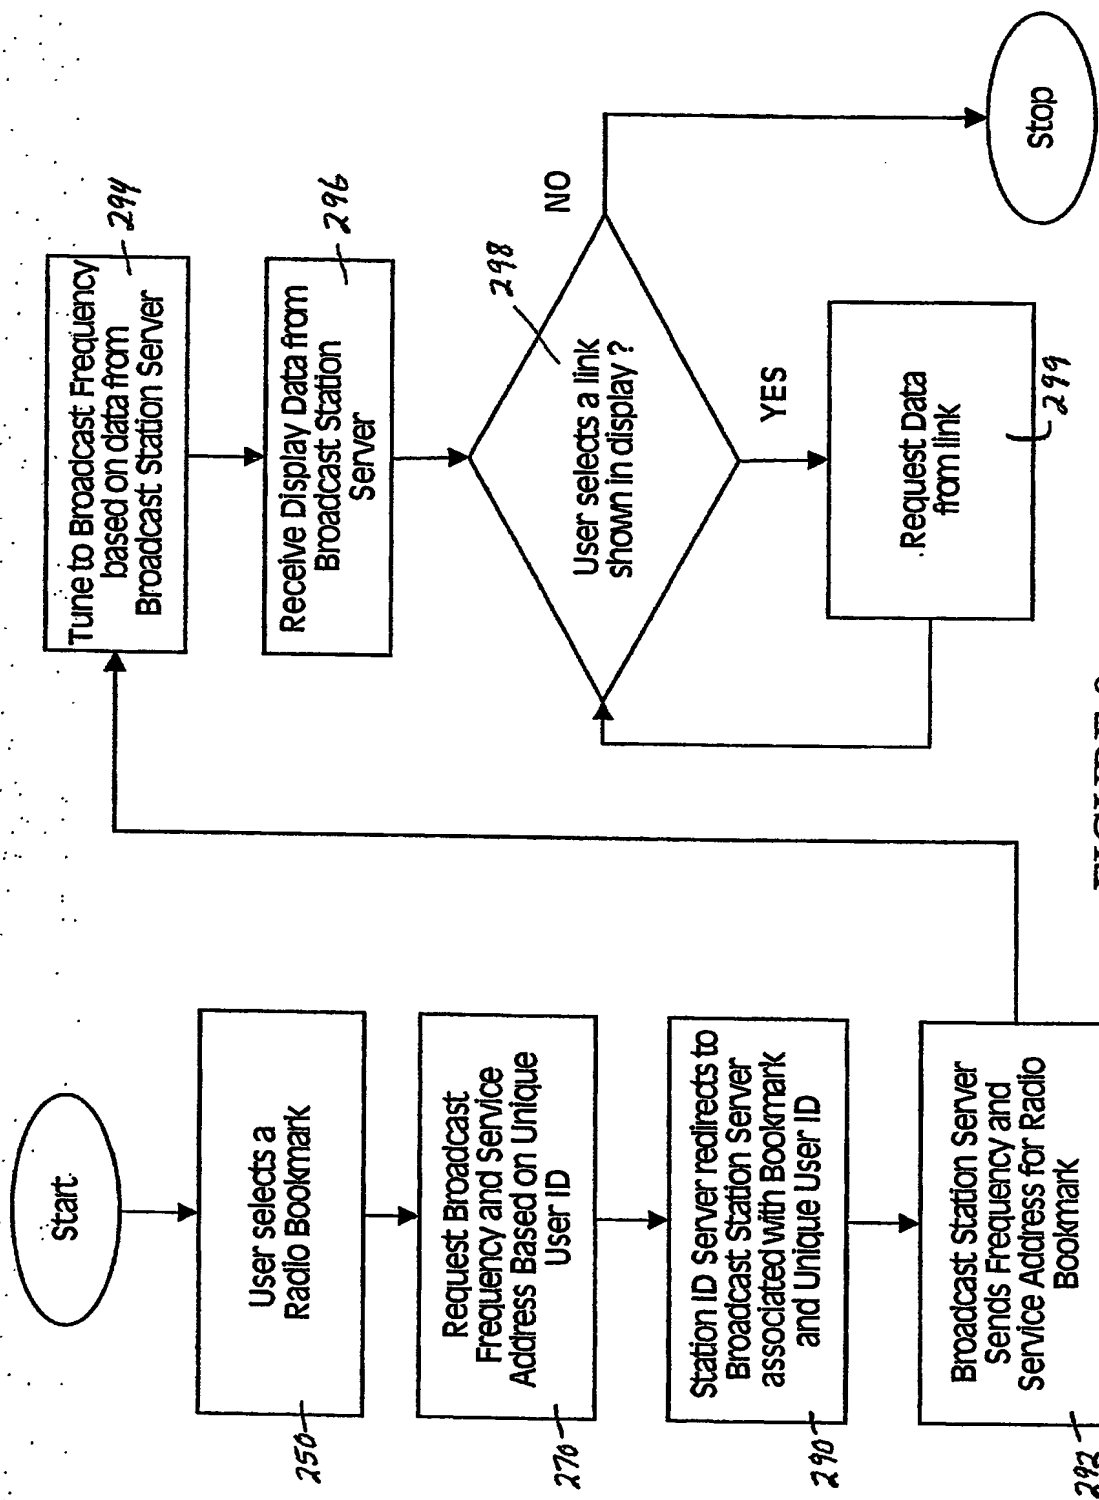 Start
User selects a
Radio Bookmark
250
Request Broadcast
Frequency and Service
Address Based on Unique
User ID
270
Station ID Server redirects to
Broadcast Station Server
associated with Bookmark
and Unique User ID
290
Broadcast Station Server
Sends Frequency and
Service Address for Radio
Bookmark
292
Tune to Broadcast Frequency
based on data from
Broadcast Station Server
294
Receive Display Data from
Broadcast Station
Server
296
User selects a link
shown in display ?
298
NO
YES
Request Data
from link
299
Stop
FIGURE